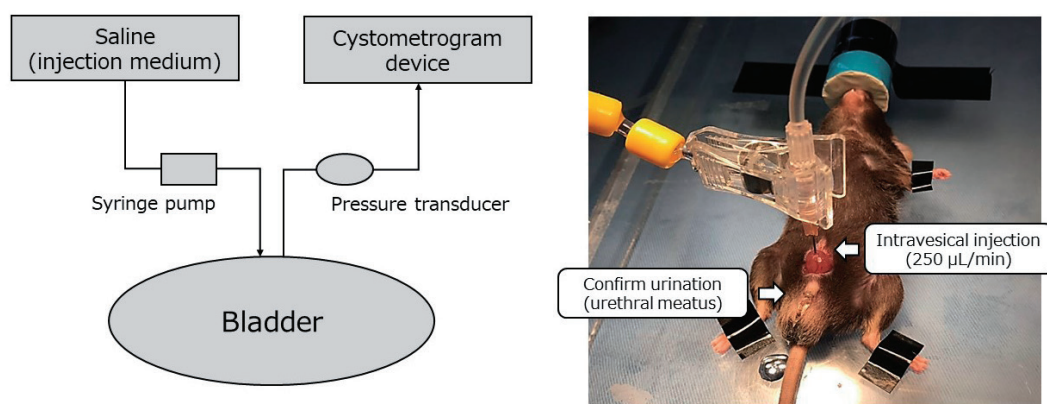 Saline
(injection medium)
Cystometrogram
device
Syringe pump
Pressure transducer
Bladder
Intravesical injection
(250 µL/min)
Confirm urination
(urethral meatus)